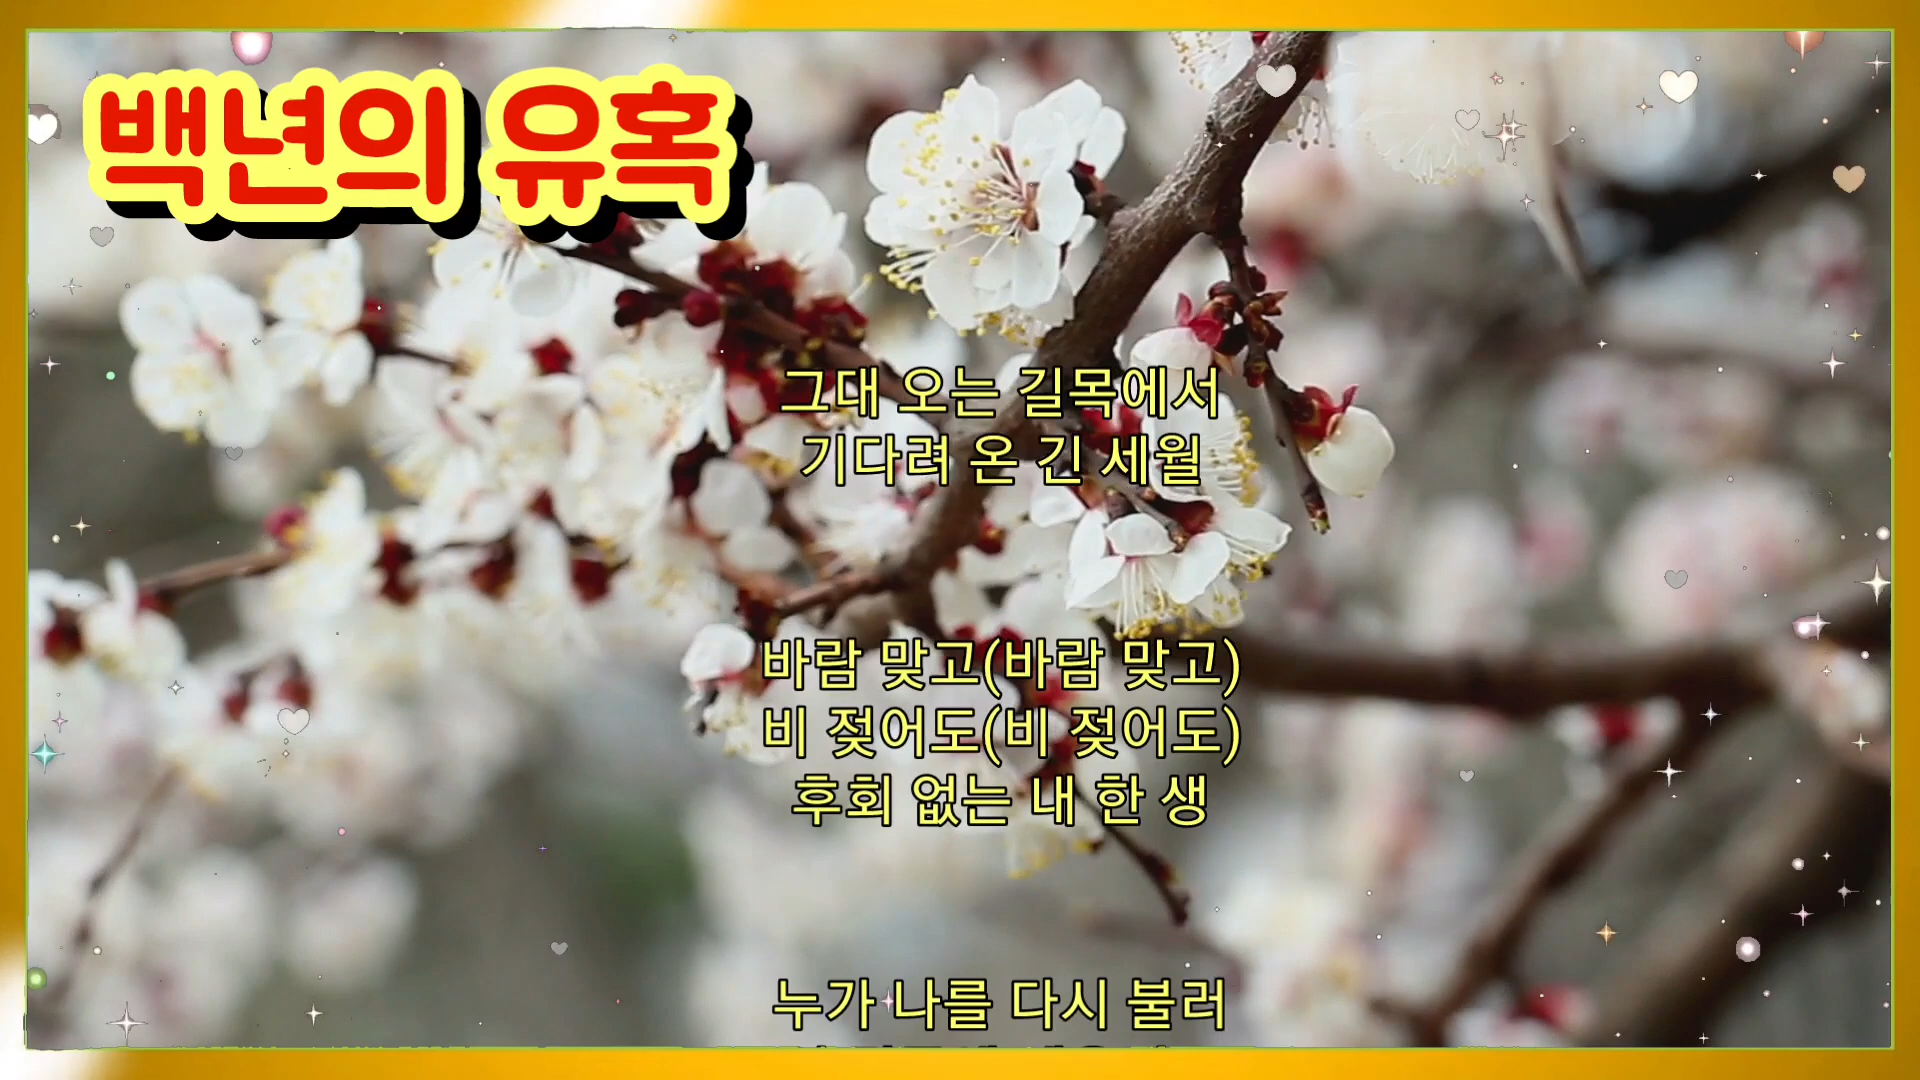 백년의 유혹
그대 오는 길목에서
기다려 온 긴 세월
바람 맞고(바람 맞고)
비 젖어도(비 젖어도)
후회 없는 내 한 생
누가 나를 다시 불러